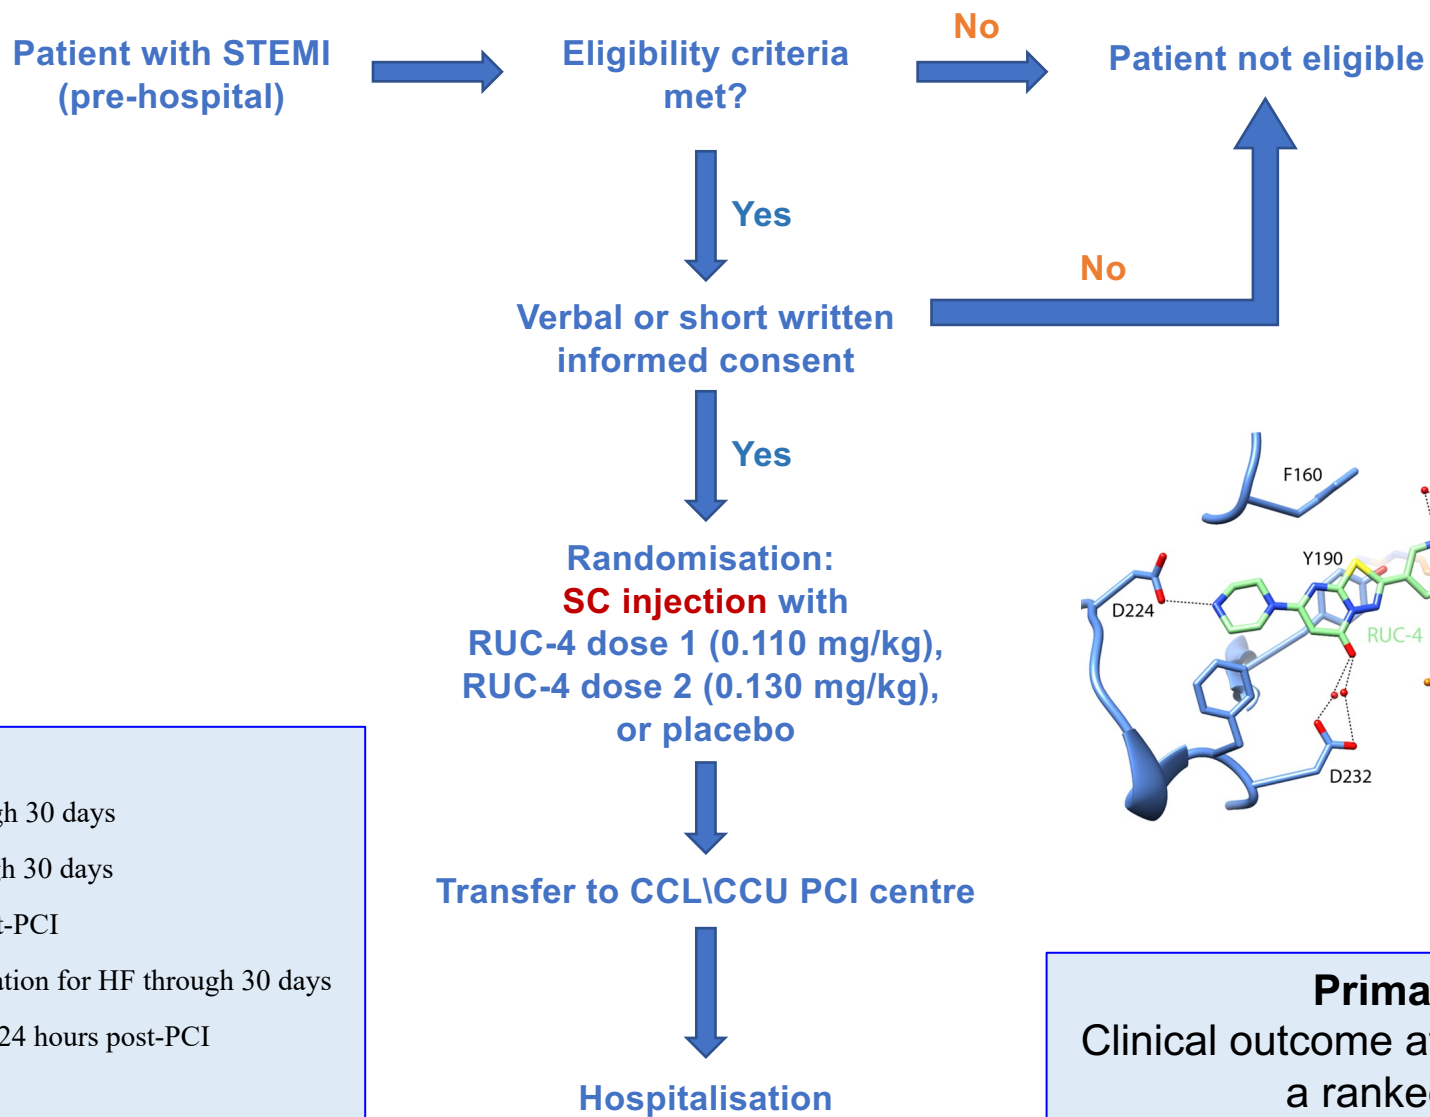 No
Patient with STEMI
(pre-hospital)
Eligibility criteria
met?
Patient not eligible
Yes
No
Verbal or short written
informed consent
Yes
F160
Y190
D224
RUC-4
D232
Randomisation:
SC injection with
RUC-4 dose 1 (0.110 mg/kg),
RUC-4 dose 2 (0.130 mg/kg),
or placebo
30 days
30 days
-PCI
for HF through 30 days
24 hours post-PCI
Transfer to CCL\CCU PCI centre
Hospitalisation
Clinical outcome
a